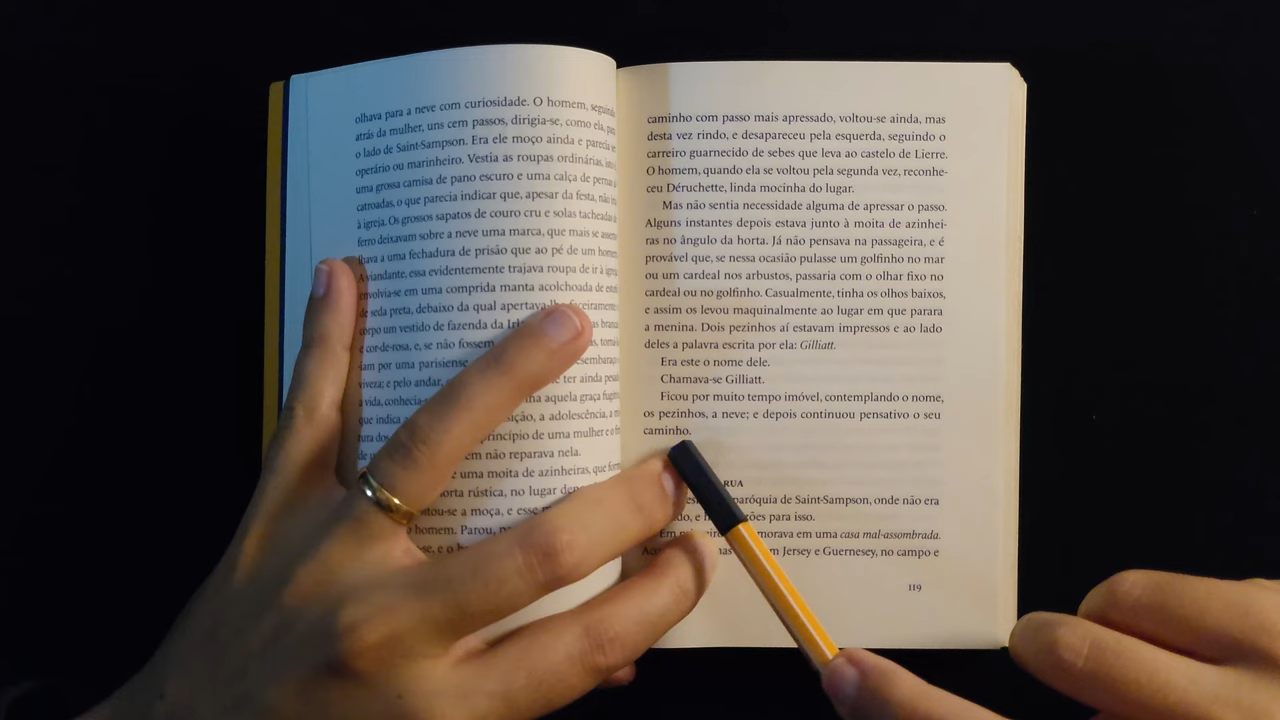 olhava para a neve com curiosidade. O homem, seguindo
atrás da mulher, uns cem passos, dirigia-se, como ela, para
o lado de Saint-Sampson. Era ele moço ainda e parecia
operário ou marinheiro. Vestia as roupas ordinárias,
uma grossa camisa de pano escuro e uma calça de pernas
catroadas, o que parecia indicar que, apesar da festa, não
à igreja. Os grossos sapatos de couro cru e solas tacheadas
ferro deixavam sobre a neve uma marca, que mais se
lhava a uma fechadura de prisão que ao pé de um homem
A viandante, essa evidentemente trajava roupa de ir à
envolvia-se em uma comprida manta acolchoada de
de seda preta, debaixo da qual apertava-lhe faceiramente
corpo um vestido de fazenda da
e cor-de-rosa, e, se não fossem
iam por uma parisiense
viveza; e pelo andar, ter ainda
a vida, aquela graça
que indica a adolescência, a
princípio de uma mulher e o
em não reparava nela.
uma moita de azinheiras, que
horta rústica, no lugar
a moça, e esse
homem. Parou,
e o
caminho com passo mais apressado, voltou-se ainda, mas
desta vez rindo, e desapareceu pela esquerda, seguindo o
carreiro guarnecido de sebes que leva ao castelo de Lierre.
O homem, quando ela se voltou pela segunda vez, reconhe-
ceu Déruchette, linda mocinha do lugar.
Mas não sentia necessidade alguma de apressar o passo.
Alguns instantes depois estava junto à moita de azinhei-
ras no ângulo da horta. Já não pensava na passageira, e é
provável que, se nessa ocasião pulasse um golfinho no mar
ou um cardeal nos arbustos, passaria com o olhar fixo no
cardeal ou no golfinho. Casualmente, tinha os olhos baixos,
e assim os levou maquinalmente ao lugar em que parara
a menina. Dois pezinhos aí estavam impressos e ao lado
deles a palavra escrita por ela: Gilliatt.
Era este o nome dele.
Chamava-se Gilliatt.
Ficou por muito tempo imóvel, contemplando o nome,
os pezinhos, a neve; e depois continuou pensativo o seu
caminho.
RUA
paróquia de Saint-Sampson, onde não era
e para isso.
Em morava em uma casa mal-assombrada.
Jersey e Guernesey, no campo e
119